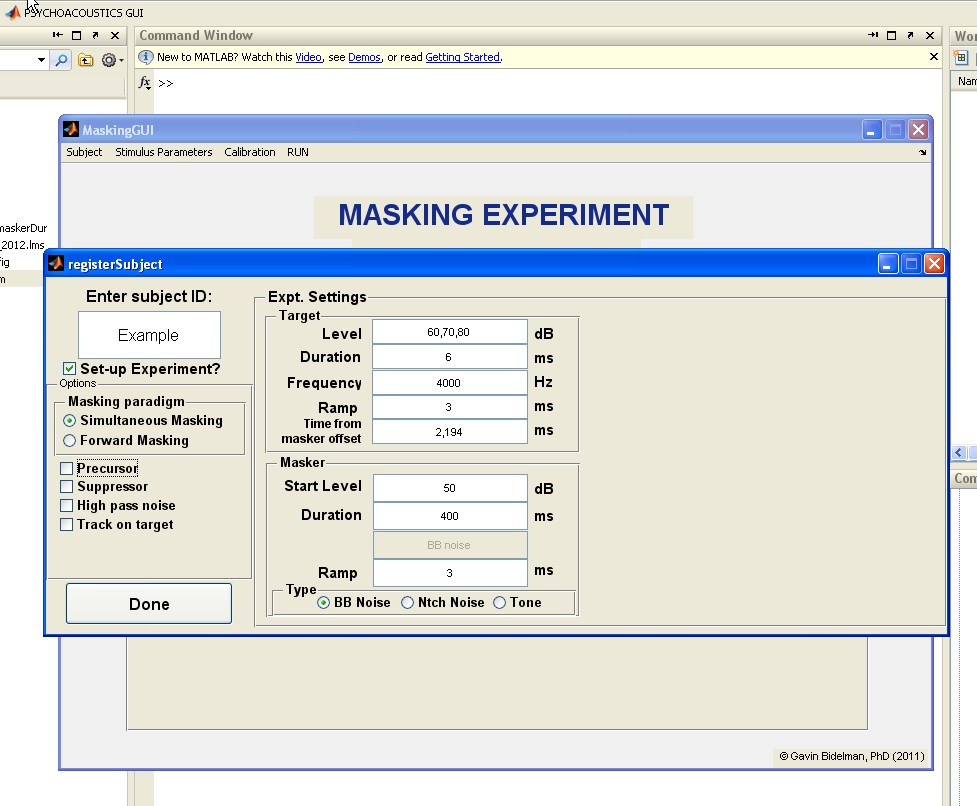 PSYCHOACOUSTICS GUI
Command Window
Wor
New to MATLAB? Watch this Video, see Demos, or read Getting Started.
fx >>
Nam
MaskingGUI
Subject Stimulus Parameters Calibration RUN
MASKING EXPERIMENT
maskerDur
_2012.lms
fig
m
registerSubject
Enter subject ID:
Example
Set-up Experiment?
Options
Masking paradigm
Simultaneous Masking
Forward Masking
Precursor
Suppressor
High pass noise
Track on target
Done
Expt. Settings
Target
Level 60,70,80 dB
Duration 6 ms
Frequency 4000 Hz
Ramp 3 ms
Time from
masker offset 2,194 ms
Masker
Start Level 50 dB
Duration 400 ms
BB noise
Ramp 3 ms
Type
BB Noise Ntch Noise Tone
Com
© Gavin Bidelman, PhD (2011)